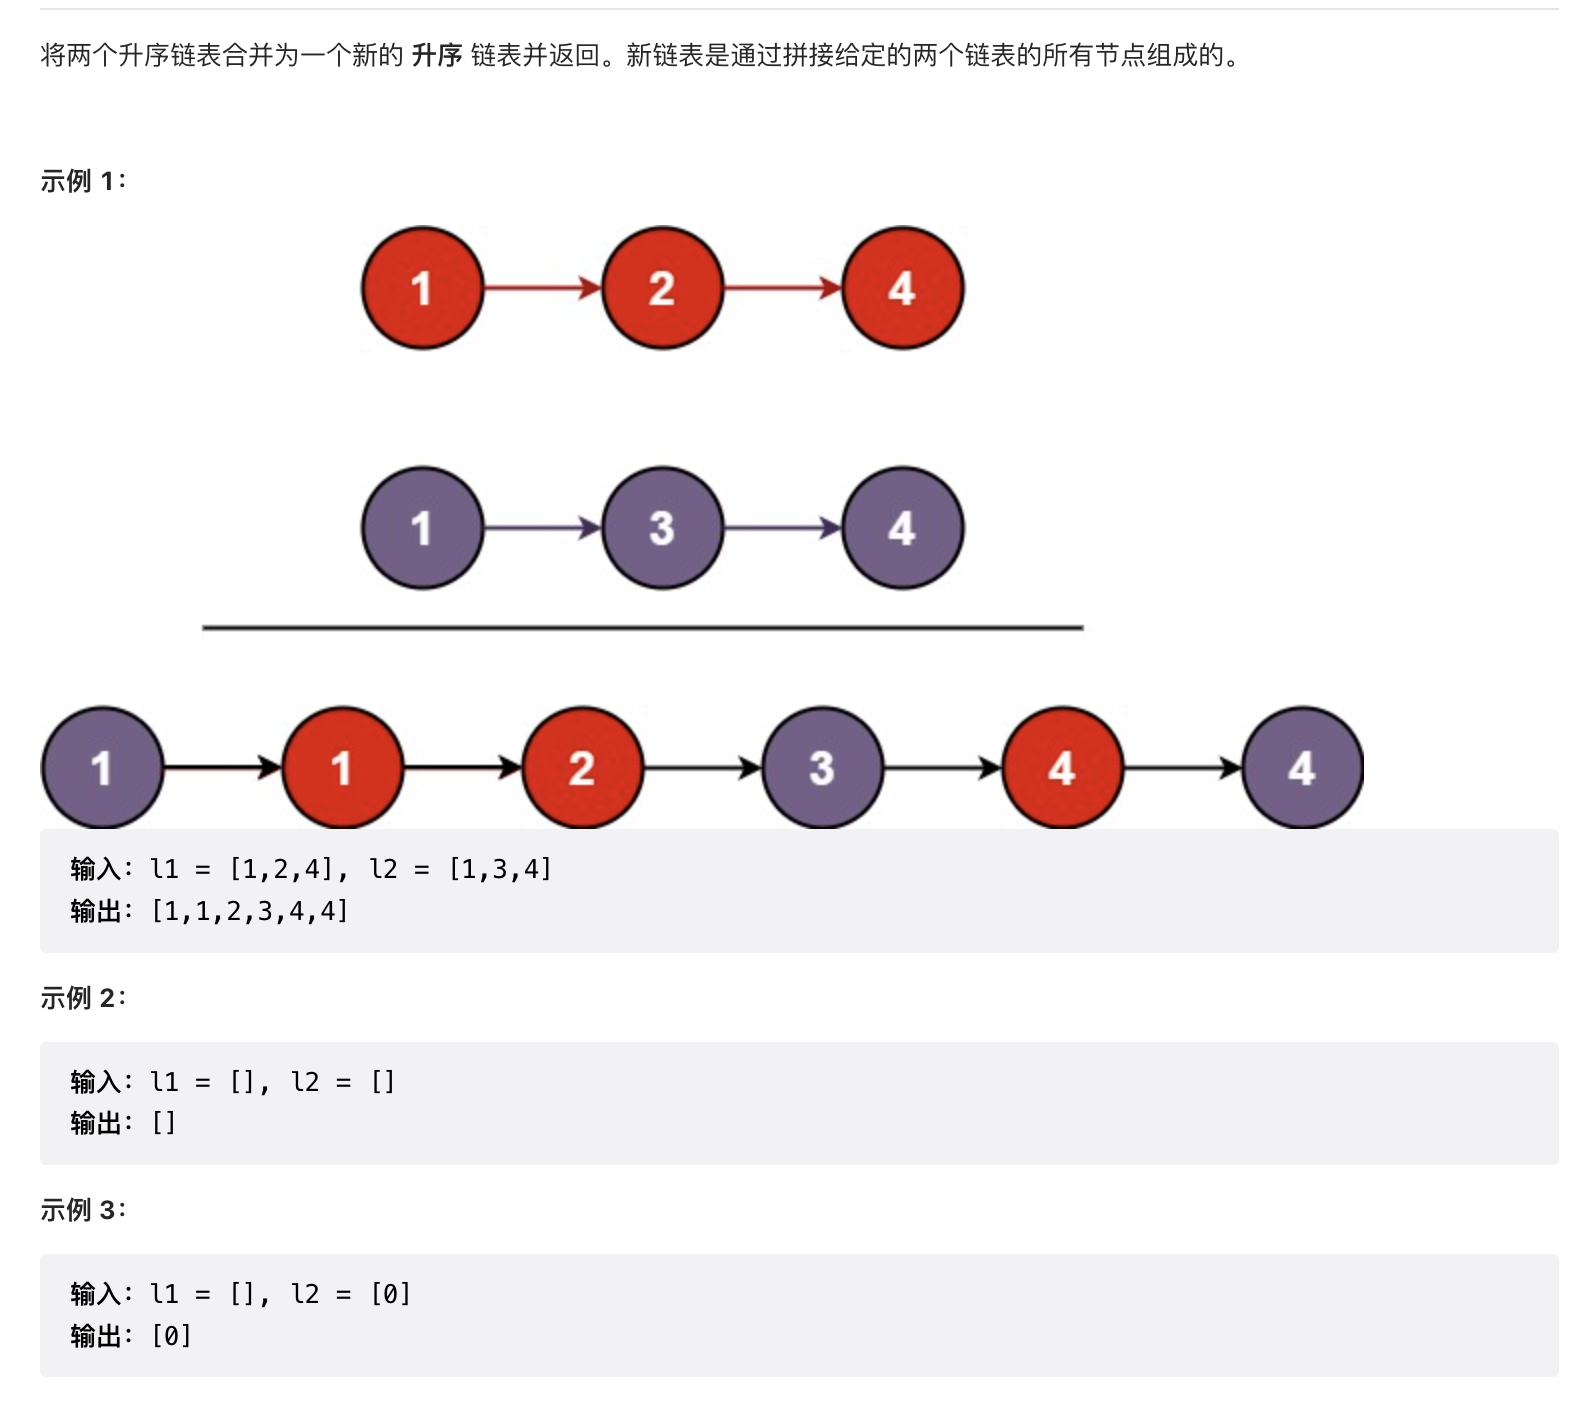 将两个升序链表合并为一个新的 升序 链表并返回。新链表是通过拼接给定的两个链表的所有节点组成的。
示例 1：
1 2 4
1 3 4
1 1 2 3 4 4
输入：l1 = [1,2,4], l2 = [1,3,4]
输出：[1,1,2,3,4,4]
示例 2：
输入：l1 = [], l2 = []
输出：[]
示例 3：
输入：l1 = [], l2 = [0]
输出：[0]